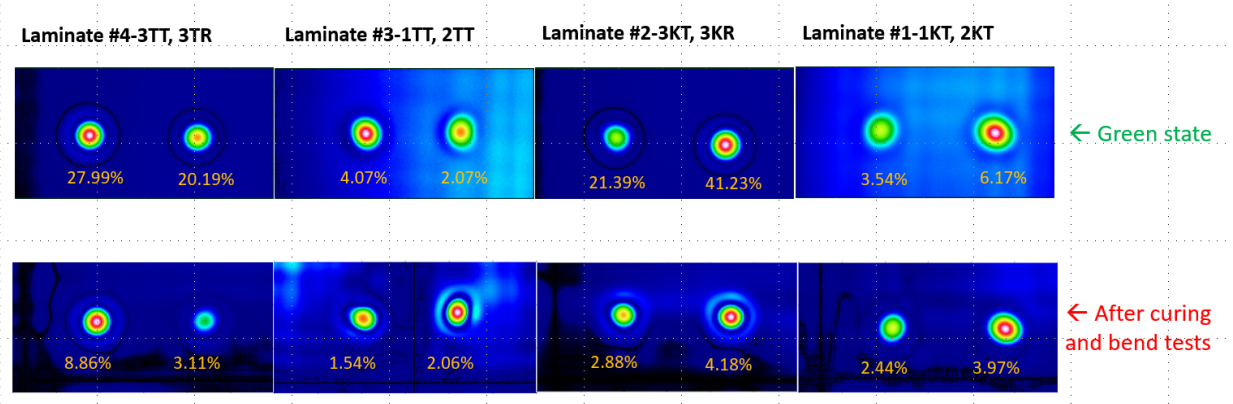 Laminate #4-3TT, 3TR
Laminate #3-1TT, 2TT
Laminate #2-3KT, 3KR
Laminate #1-1KT, 2KT
27.99%
20.19%
4.07%
2.07%
21.39%
41.23%
3.54%
6.17%
← Green state
8.86%
3.11%
1.54%
2.06%
2.88%
4.18%
2.44%
3.97%
← After curing
and bend tests